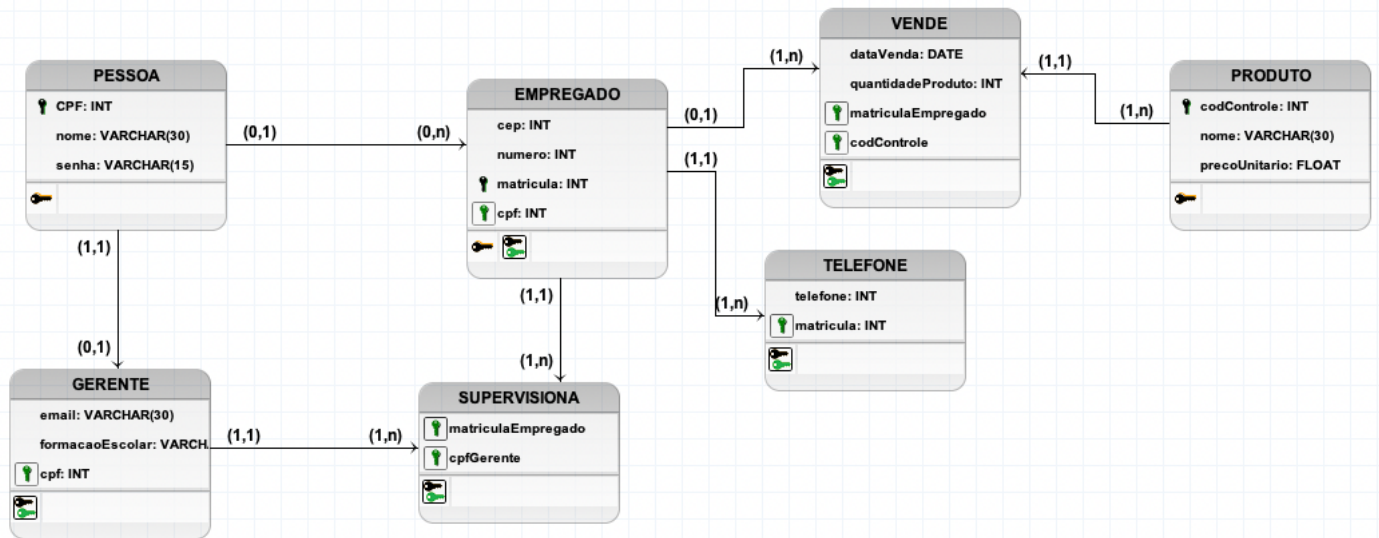 PESSOA
CPF: INT
nome: VARCHAR(30)
senha: VARCHAR(15)
(0,1)
(0,n)
(1,1)
(0,1)
EMPREGADO
cep: INT
numero: INT
matricula: INT
cpf: INT
(0,1)
(1,n)
(1,1)
(1,n)
(1,1)
(1,n)
VENDE
dataVenda: DATE
quantidadeProduto: INT
matriculaEmpregado
codControle
(1,1)
(1,n)
PRODUTO
codControle: INT
nome: VARCHAR(30)
precoUnitario: FLOAT
TELEFONE
telefone: INT
matricula: INT
GERENTE
email: VARCHAR(30)
formacaoEscolar: VARCH
cpf: INT
(1,1)
(1,n)
SUPERVISIONA
matriculaEmpregado
cpfGerente